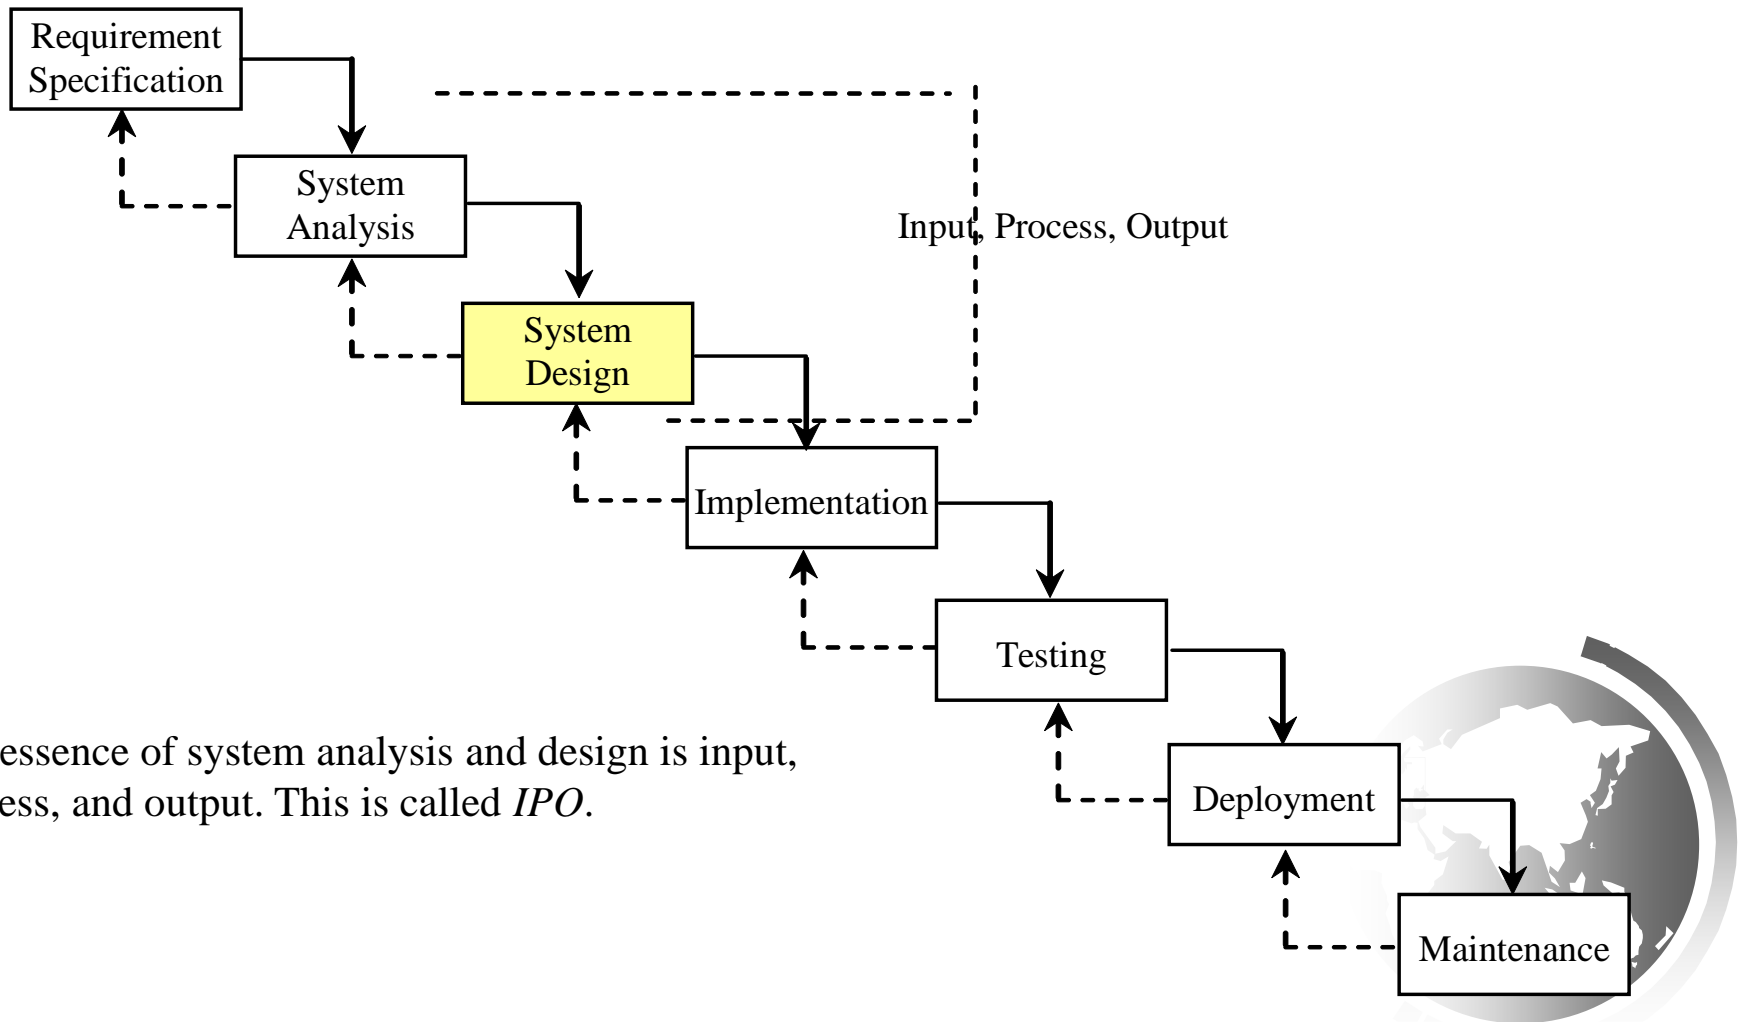 Requirement
Specification
System
Analysis
Input, Process, Output
System
Design
Implementation
Testing
essence of system analysis and design is input,
ess, and output. This is called IPO.
Deployment
Maintenance